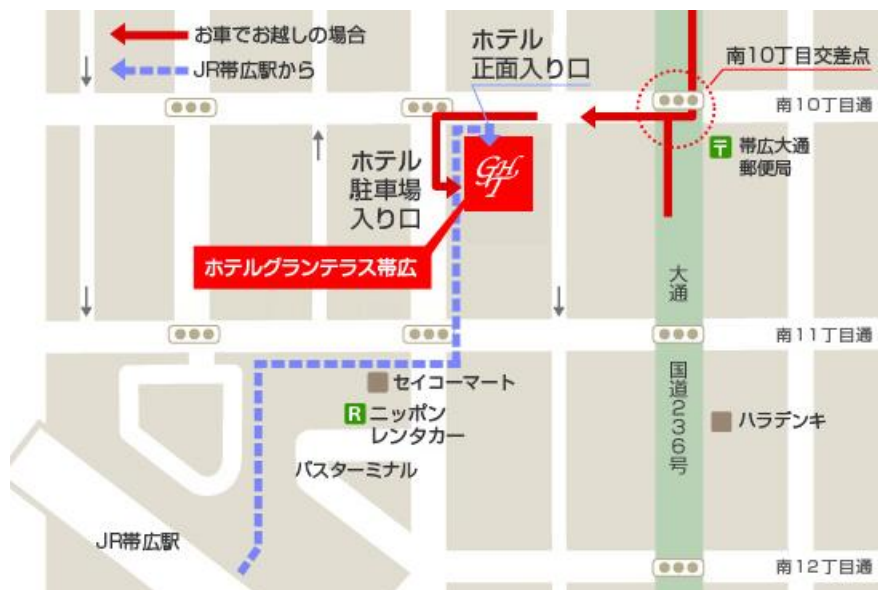 お車でお越しの場合
JR帯広駅から
ホテル
正面入り口
南10丁目交差点
南10丁目通
〒
帯広大通
郵便局
ホテル
駐車場
入り口
GHT
ホテルグランテラス帯広
大通
南11丁目通
国道236号
セイコーマート
R
ニッポン
レンタカー
ハラデンキ
バスターミナル
JR帯広駅
南12丁目通